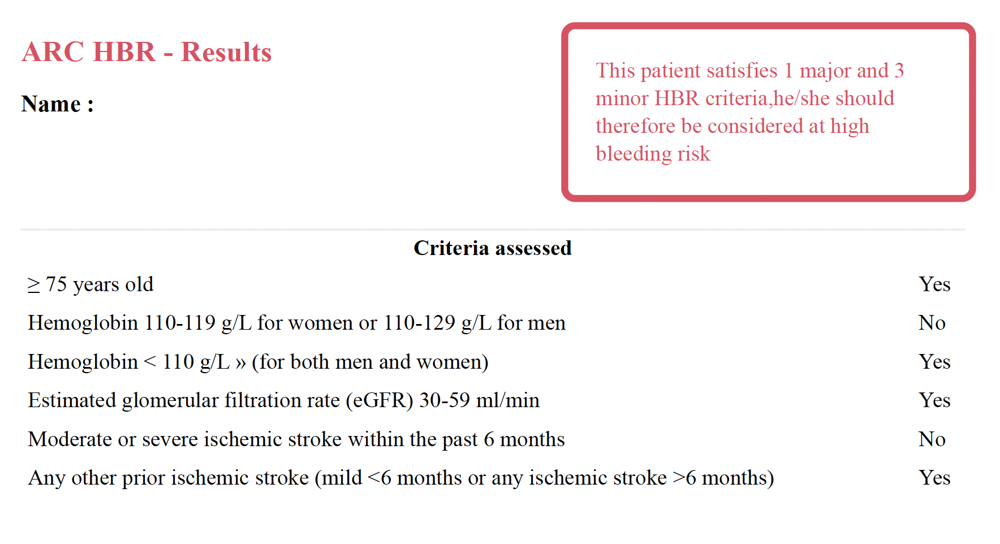 ARC HBR - Results
Name :
This patient satisfies 1 major and 3
minor HBR criteria,he/she should
therefore be considered at high
bleeding risk
Criteria assessed
≥ 75 years old Yes
Hemoglobin 110-119 g/L for women or 110-129 g/L for men No
Hemoglobin < 110 g/L » (for both men and women) Yes
Estimated glomerular filtration rate (eGFR) 30-59 ml/min Yes
Moderate or severe ischemic stroke within the past 6 months No
Any other prior ischemic stroke (mild <6 months or any ischemic stroke >6 months) Yes